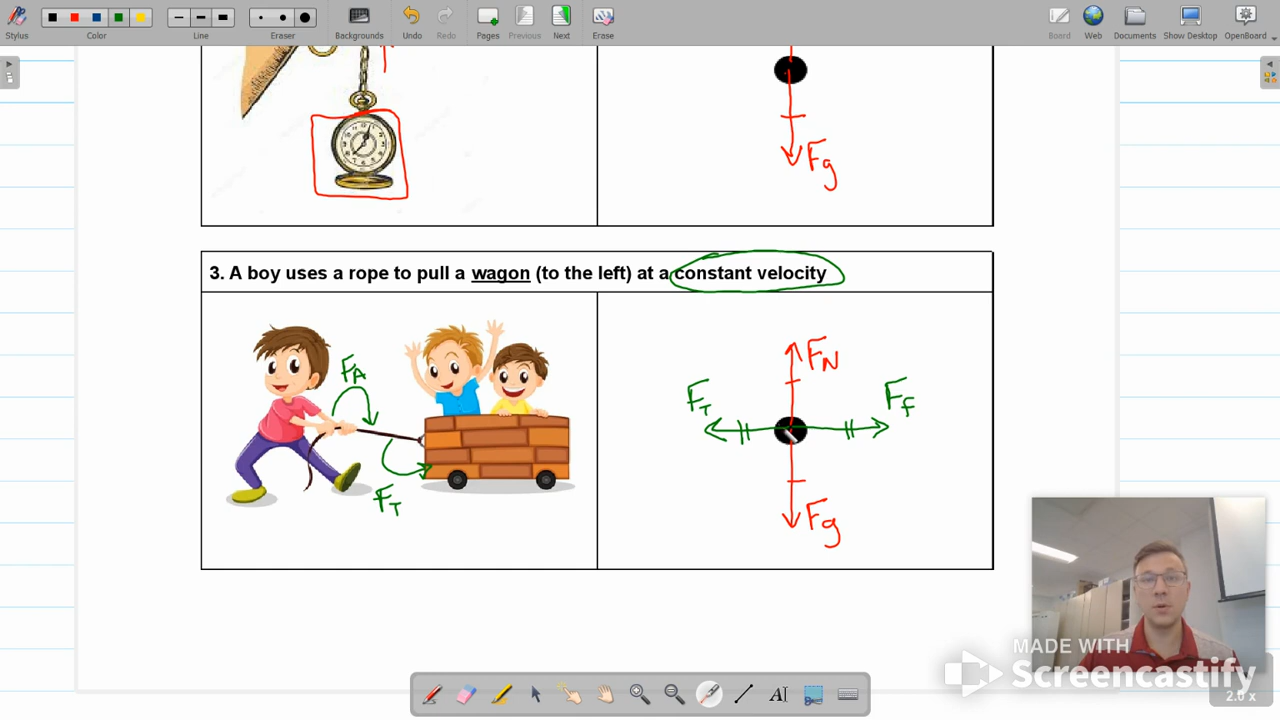 Stylus
Color
Line
Eraser
Backgrounds
Undo
Redo
Pages
Previous
Next
Erase
Board
Web
Documents
Show Desktop
OpenBoard
Fg
3. A boy uses a rope to pull a wagon (to the left) at a constant velocity
FA
FT
FN
FT
Ff
Fg
MADE WITH
Screencastify
2.0 x